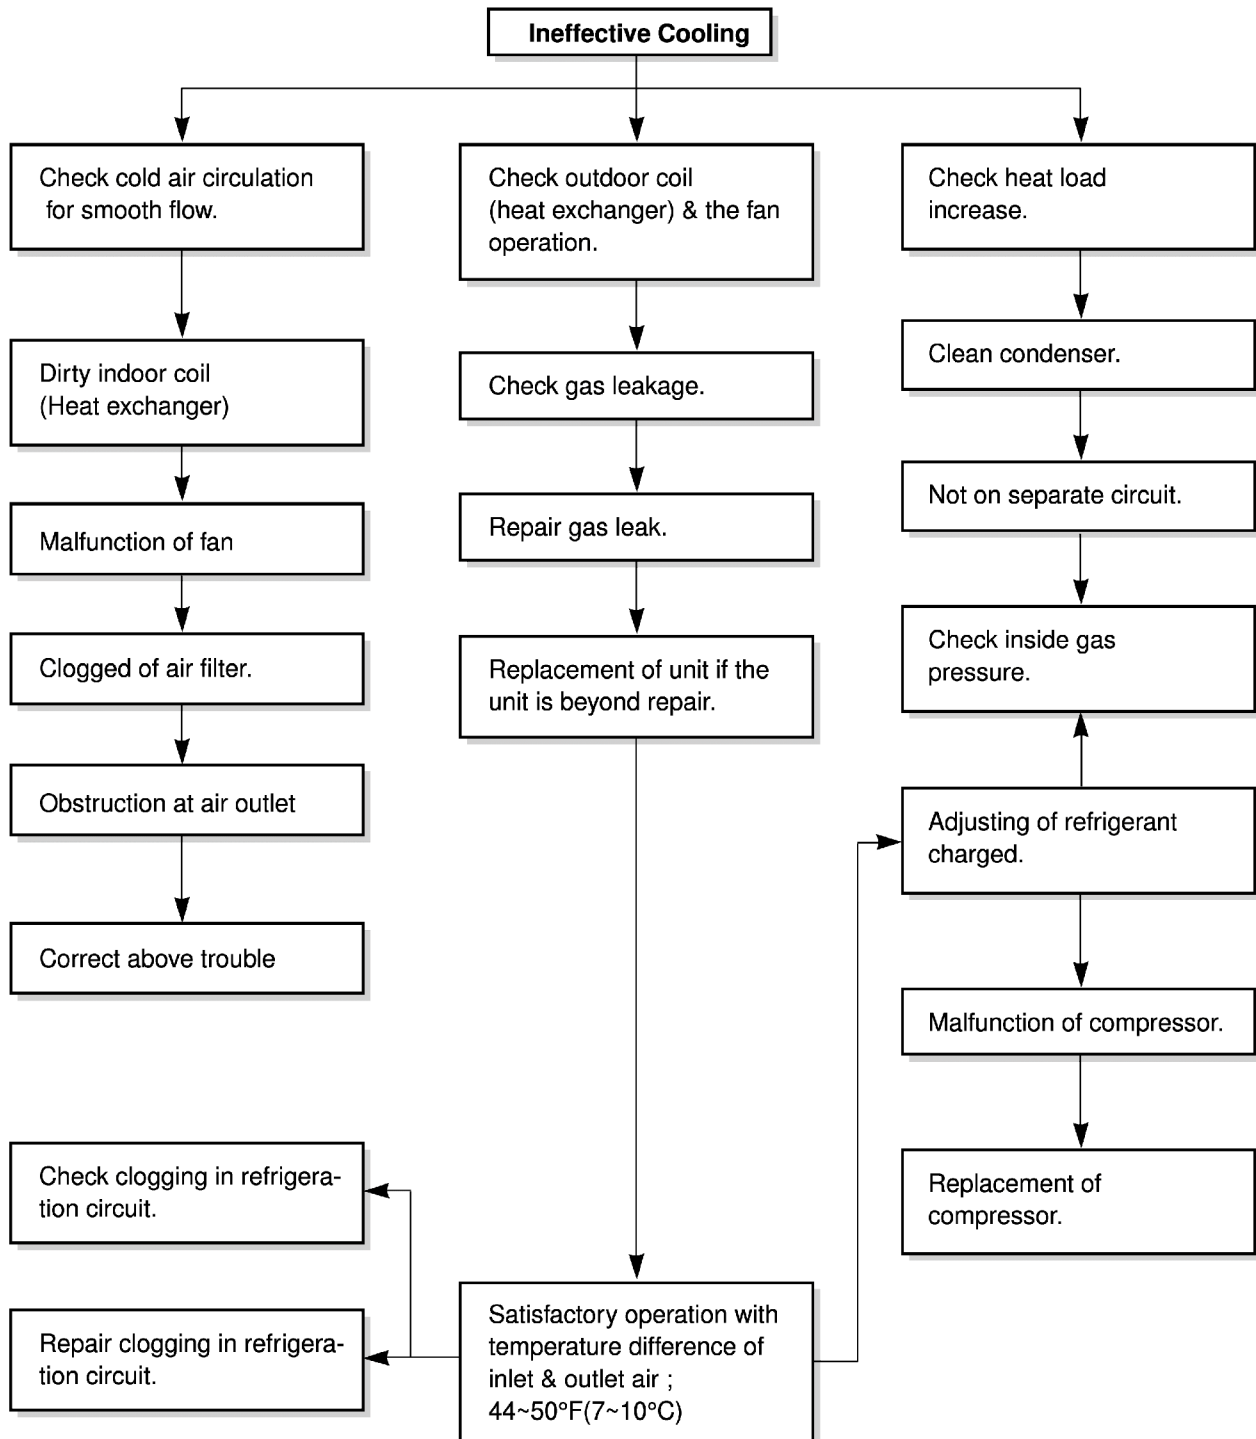 Ineffective Cooling
Check cold air circulation
for smooth flow.
Dirty indoor coil
(Heat exchanger)
Malfunction of fan
Clogged of air filter.
Obstruction at air outlet
Correct above trouble
Check outdoor coil
(heat exchanger) & the fan
operation.
Check gas leakage.
Repair gas leak.
Replacement of unit if the
unit is beyond repair.
Satisfactory operation with
temperature difference of
inlet & outlet air ;
44~50°F(7~10°C)
Check clogging in refrigera-
tion circuit.
Repair clogging in refrigera-
tion circuit.
Check heat load
increase.
Clean condenser.
Not on separate circuit.
Check inside gas
pressure.
Adjusting of refrigerant
charged.
Malfunction of compressor.
Replacement of
compressor.